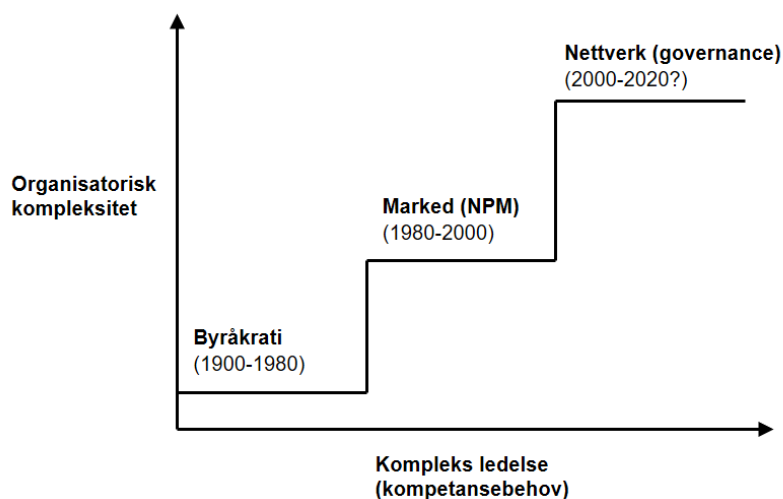 Nettverk (governance)
(2000-2020?)
Organisatorisk
kompleksitet
Marked (NPM)
(1980-2000)
Byråkrati
(1900-1980)
Kompleks ledelse
(kompetansebehov)